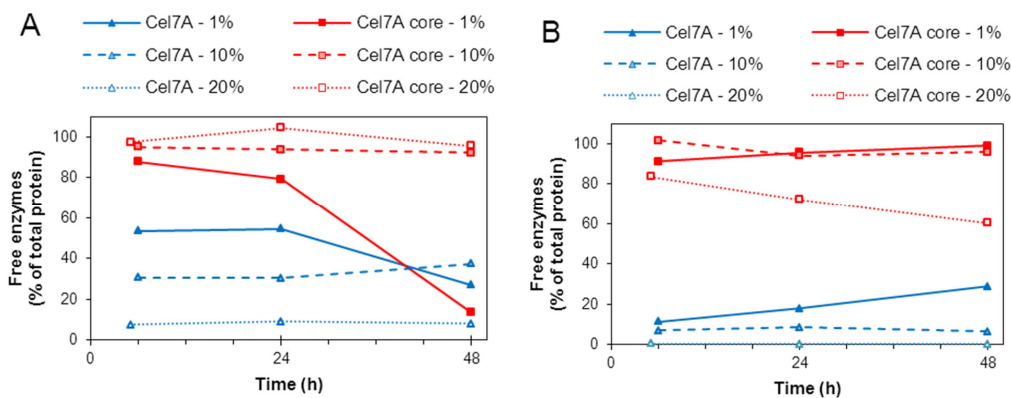 A
Cel7A - 1%
Cel7A core - 1%
Cel7A - 10%
Cel7A core - 10%
Cel7A - 20%
Cel7A core - 20%
Free enzymes
(% of total protein)
100
80
60
40
20
0
0 24 48
Time (h)
B
Cel7A - 1%
Cel7A core - 1%
Cel7A - 10%
Cel7A core - 10%
Cel7A - 20%
Cel7A core - 20%
Free enzymes
(% of total protein)
100
80
60
40
20
0
0 24 48
Time (h)